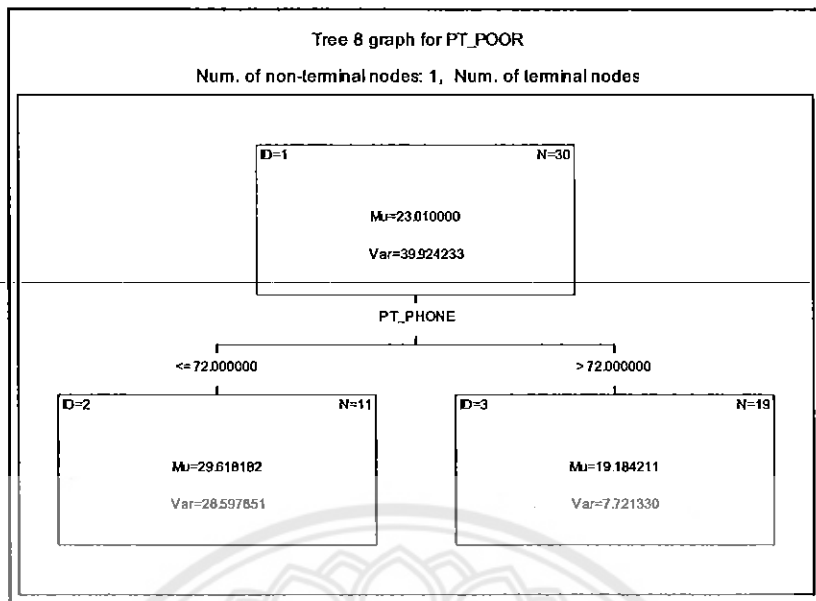 Tree 8 graph for PT_POOR
Num. of non-terminal nodes: 1, Num. of terminal nodes
ID=1 N=30
Mu=23.010000
Var=39.924233
PT_PHONE
<= 72.000000 > 72.000000
ID=2 N=11 ID=3 N=19
Mu=29.618182 Mu=19.184211
Var=28.597851 Var=7.721330